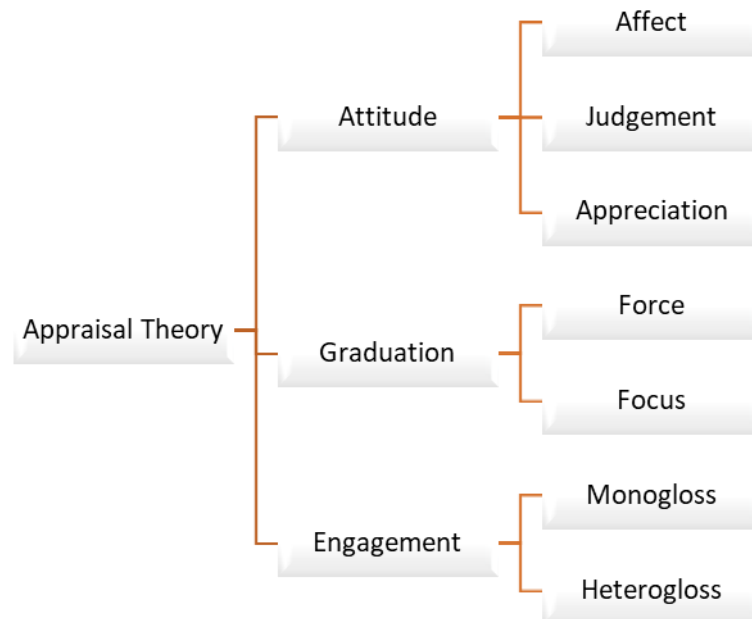 Appraisal Theory
Attitude
Affect
Judgement
Appreciation
Graduation
Force
Focus
Engagement
Monogloss
Heterogloss